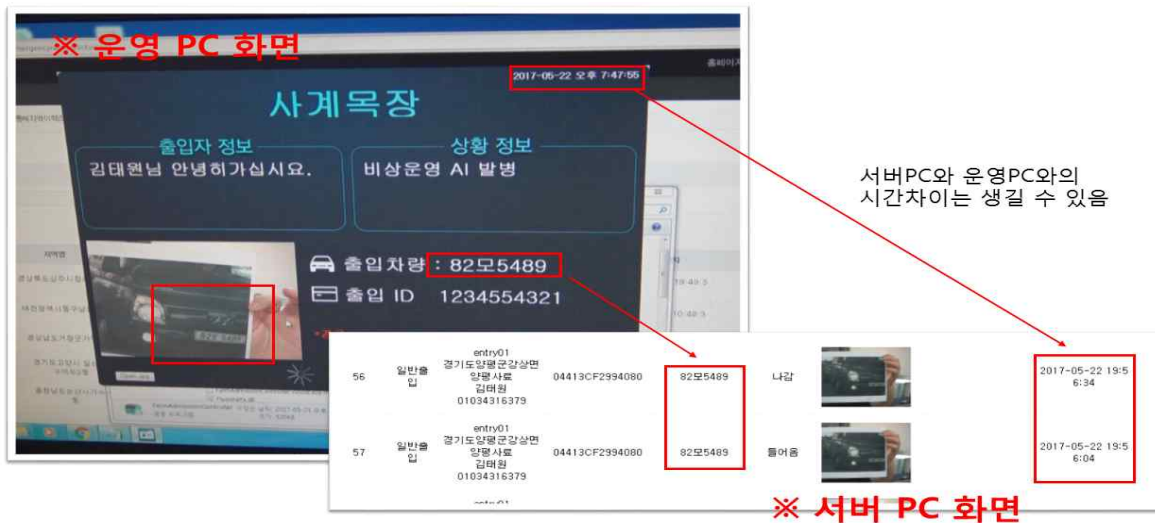 ※ 운영 PC 화면
2017-05-22 오후 7:47:55
사계목장
출입자 정보
김태원님 안녕히가십시요.
상황 정보
비상운영 AI 발병
출입차량 : 82모5489
출입 ID 1234554321
서버PC와 운영PC와의
시간차이는 생길 수 있음
56
일반출
입
entry01
경기도양평군강상면
양평사료
김태원
01034316379
04413CF2994080
82모5489
나감
2017-05-22 19:5
6:34
57
일반출
입
entry01
경기도양평군강상면
양평사료
김태원
01034316379
04413CF2994080
82모5489
들어옴
2017-05-22 19:5
6:04
※ 서버 PC 화면